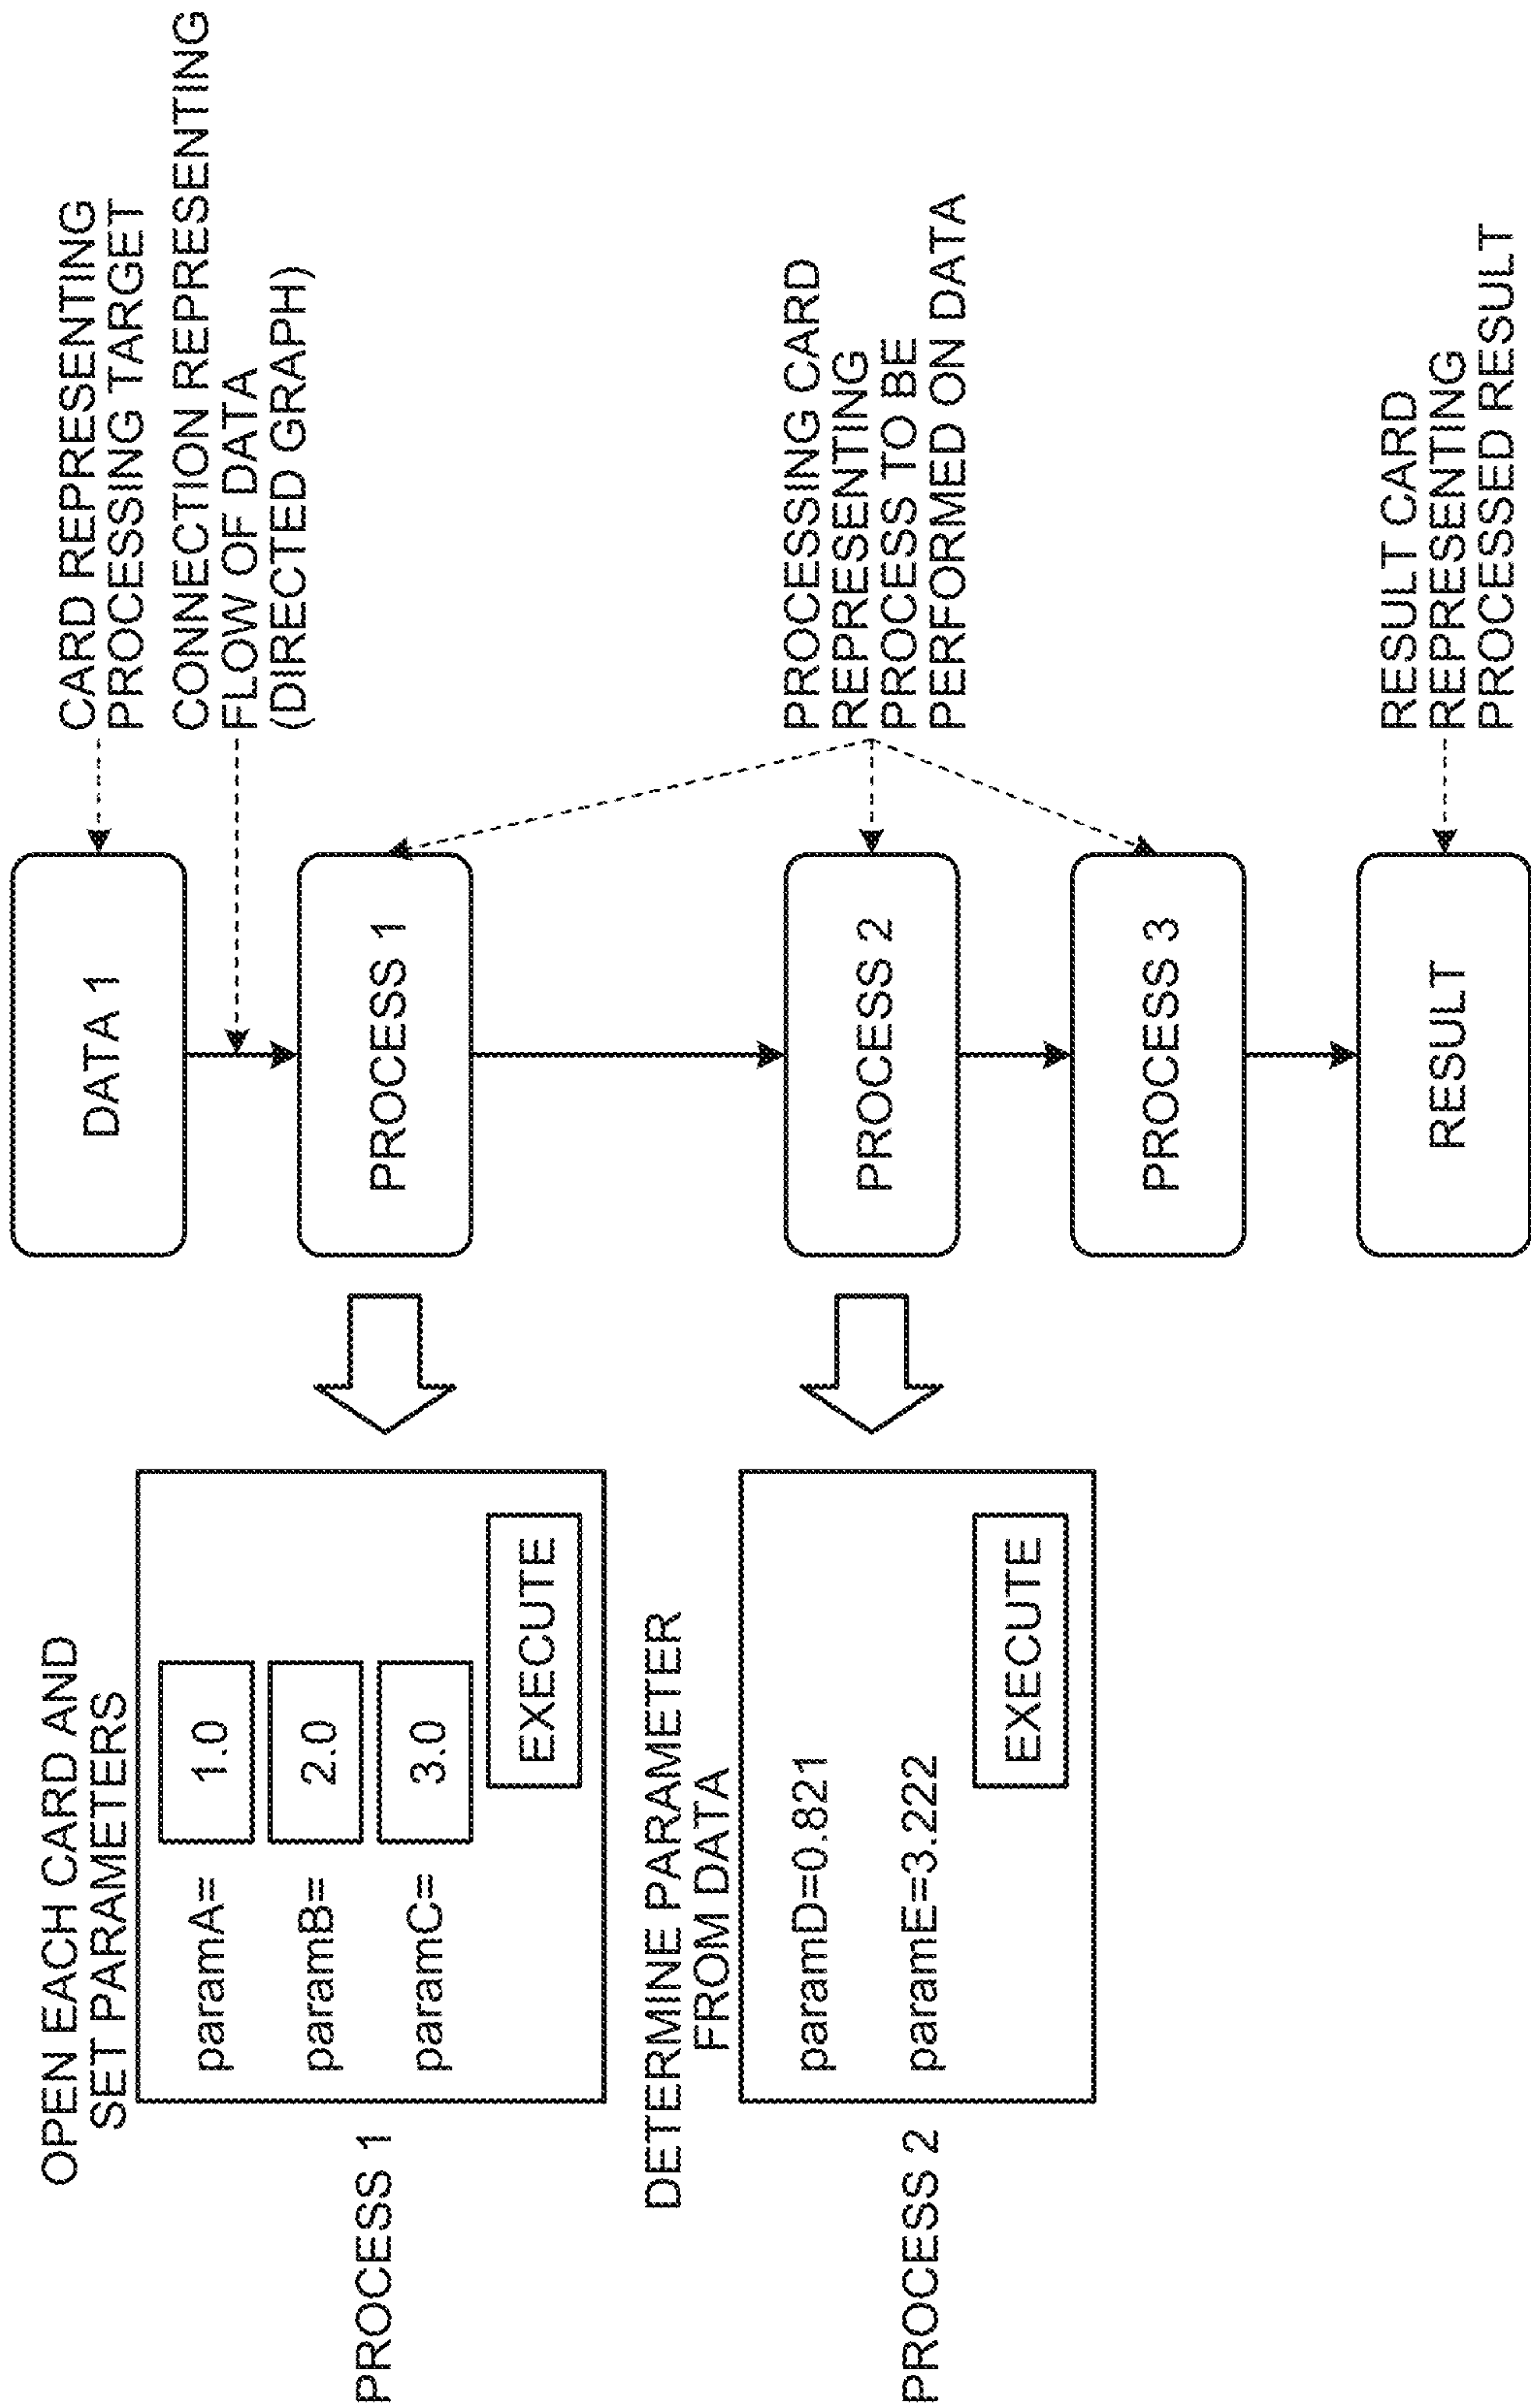 OPEN EACH CARD AND
SET PARAMETERS
PROCESS 1
paramA=
1.0
paramB=
2.0
paramC=
3.0
EXECUTE
DETERMINE PARAMETER
FROM DATA
PROCESS 2
paramD=0.821
paramE=3.222
EXECUTE
DATA 1
PROCESS 1
PROCESS 2
PROCESS 3
RESULT
CARD REPRESENTING
PROCESSING TARGET
CONNECTION REPRESENTING
FLOW OF DATA
(DIRECTED GRAPH)
PROCESSING CARD
REPRESENTING
PROCESS TO BE
PERFORMED ON DATA
RESULT CARD
REPRESENTING
PROCESSED RESULT